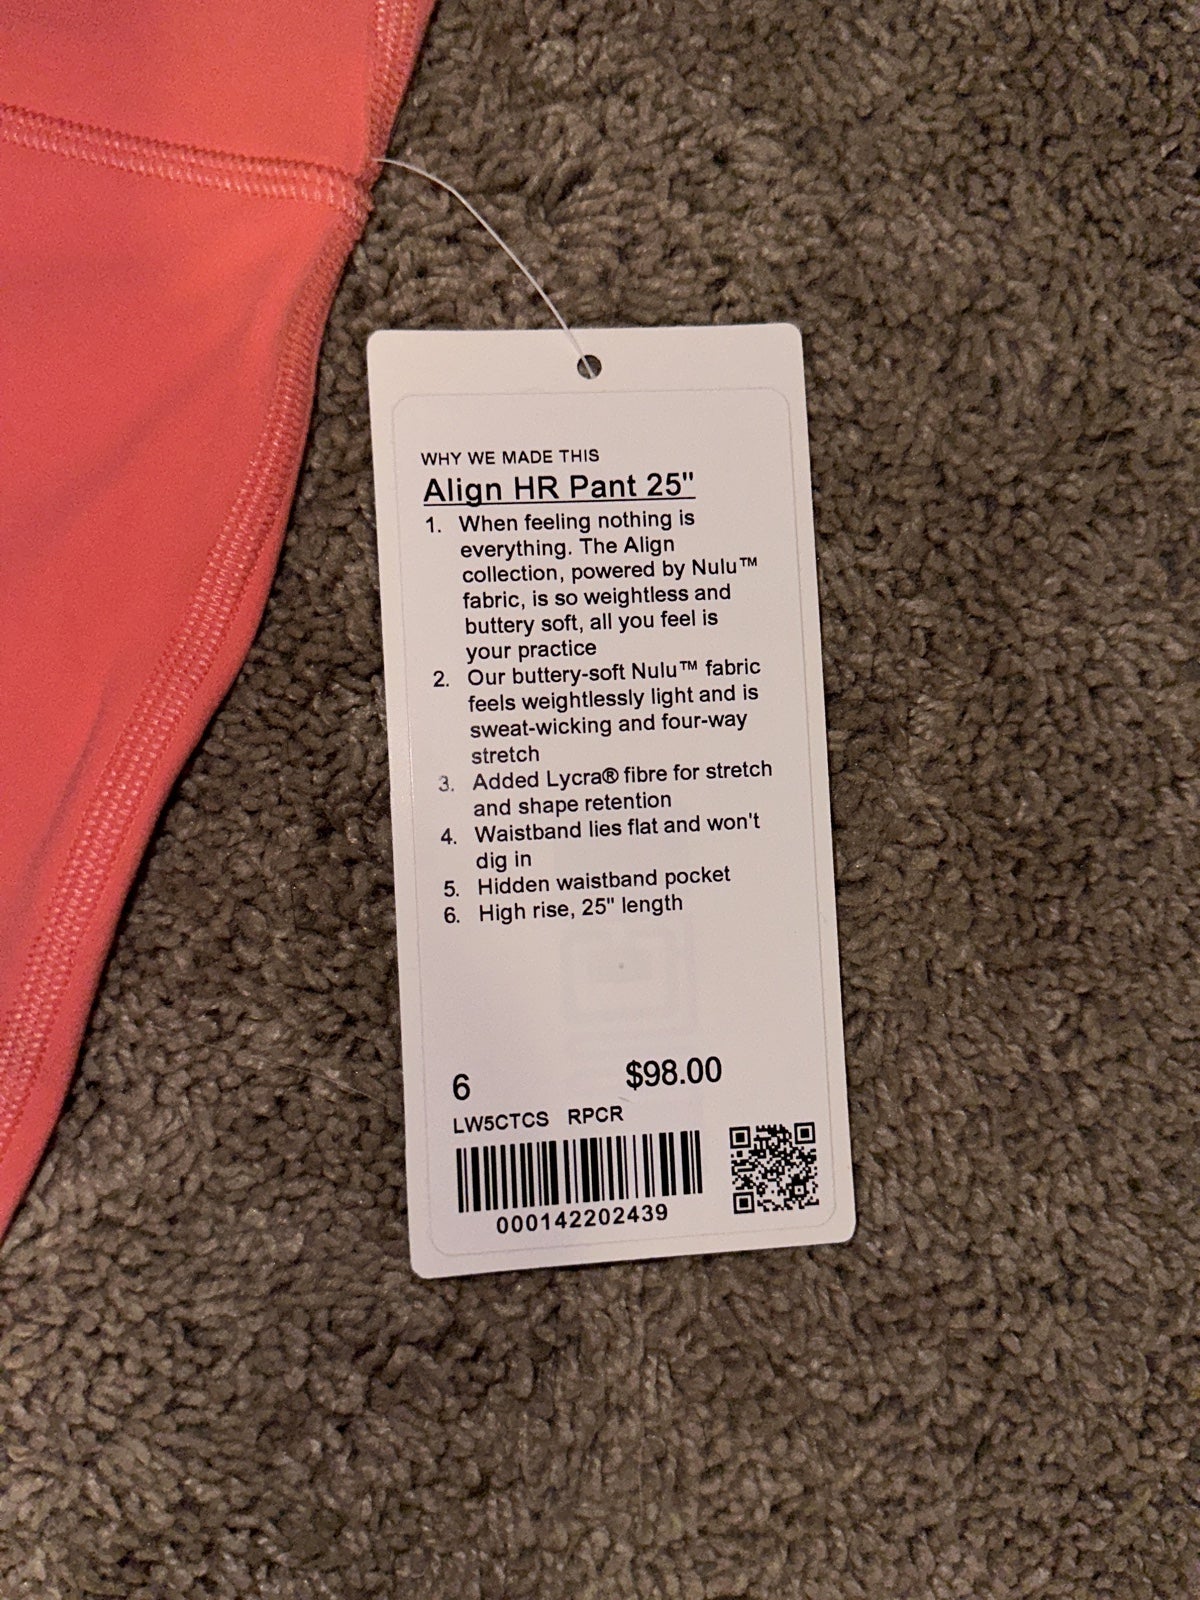 WHY WE MADE THIS
Align HR Pant 25"
1. When feeling nothing is
everything. The Align
collection, powered by Nulu™
fabric, is so weightless and
buttery soft, all you feel is
your practice
2. Our buttery-soft Nulu™ fabric
feels weightlessly light and is
sweat-wicking and four-way
stretch
3. Added Lycra® fibre for stretch
and shape retention
4. Waistband lies flat and won't
dig in
5. Hidden waistband pocket
6. High rise, 25" length
6 $98.00
LW5CTCS RPCR
000142202439